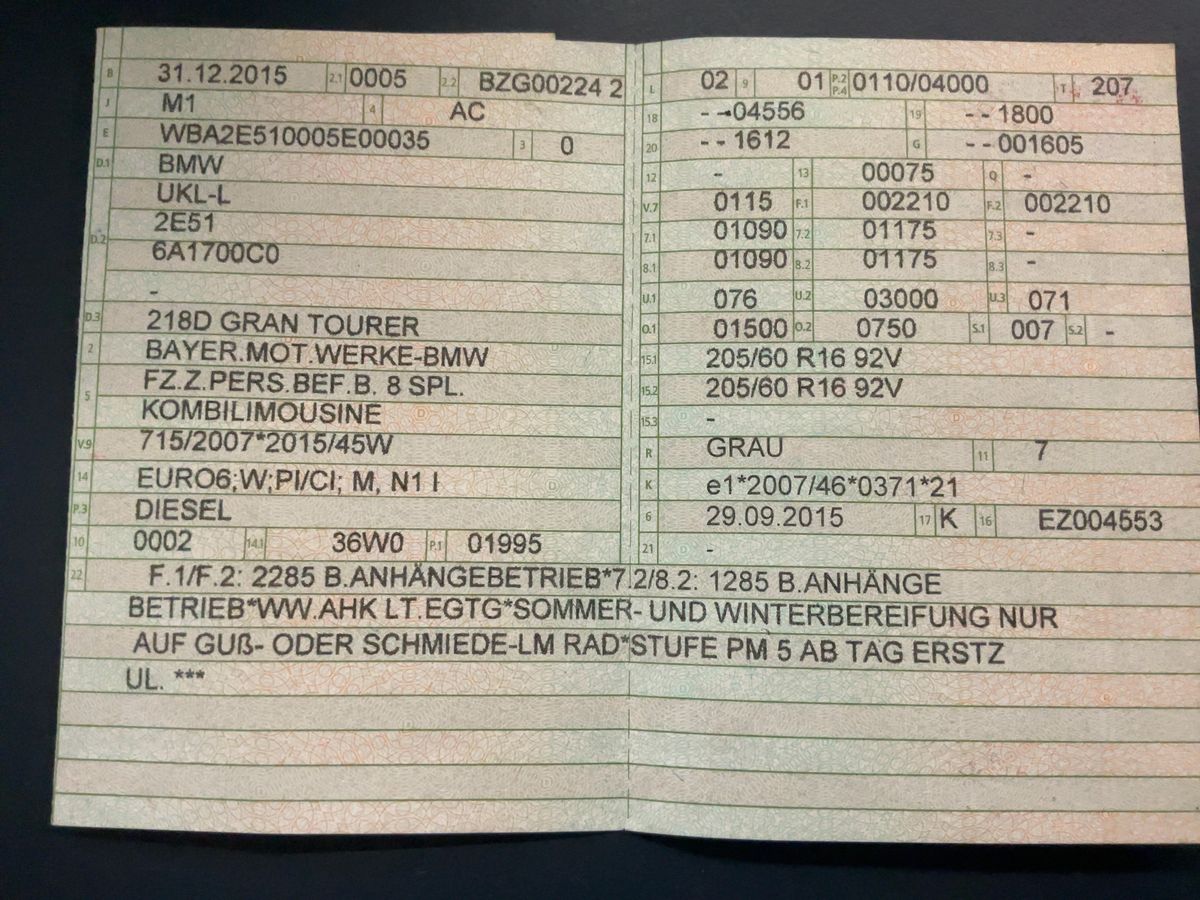 B 31.12.2015 2.1 0005 2.2 BZG00224 2
J M1 4 AC
E WBA2E510005E00035 3 0
D.1 BMW
UKL-L
D.2 2E51
6A1700C0
-
D.3 218D GRAN TOURER
2 BAYER.MOT.WERKE-BMW
5 FZ.Z.PERS.BEF.B. 8 SPL.
KOMBILIMOUSINE
V.9 715/2007*2015/45W
14 EURO6;W;PI/CI; M, N1 I
P.3 DIESEL
10 0002 14.1 36W0 P.1 01995
L 02 9 01 P.2 P.4 0110/04000 T 207
18 --04556 19 --1800
20 --1612 G --001605
12 - 13 00075 Q -
V.7 0115 F.1 002210 F.2 002210
7.1 01090 7.2 01175 7.3 -
8.1 01090 8.2 01175 8.3 -
U.1 076 U.2 03000 U.3 071
O.1 01500 O.2 0750 S.1 007 S.2 -
15.1 205/60 R16 92V
15.2 205/60 R16 92V
15.3 -
R GRAU 11 7
K e1*2007/46*0371*21
6 29.09.2015 17 K 16 EZ004553
21 -
22 F.1/F.2: 2285 B.ANHÄNGEBETRIEB*7.2/8.2: 1285 B.ANHÄNGE
BETRIEB*WW.AHK LT.EGTG*SOMMER- UND WINTERBEREIFUNG NUR
AUF GUß- ODER SCHMIEDE-LM RAD*STUFE PM 5 AB TAG ERSTZ
UL. ***